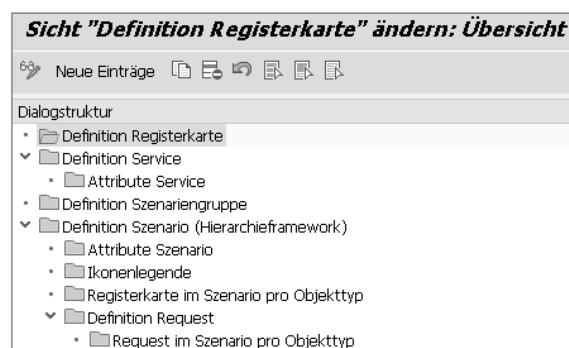 Sicht "Definition Registerkarte" ändern: Übersicht
Neue Einträge
Dialogstruktur
Definition Registerkarte
Definition Service
Attribute Service
Definition Szenariengruppe
Definition Szenario (Hierarchieframework)
Attribute Szenario
Ikonenlegende
Registerkarte im Szenario pro Objekttyp
Definition Request
Request im Szenario pro Objekttyp